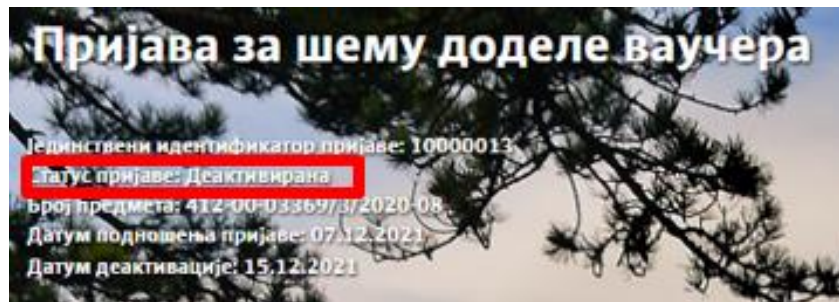 Пријава за шему доделе ваучера
Јединствени идентификатор пријаве: 10000013
Статус пријаве: Деактивирана
Број предмета: 412-00-03369/3/2020-08
Датум подношења пријаве: 07.12.2021
Датум деактивације: 15.12.2021